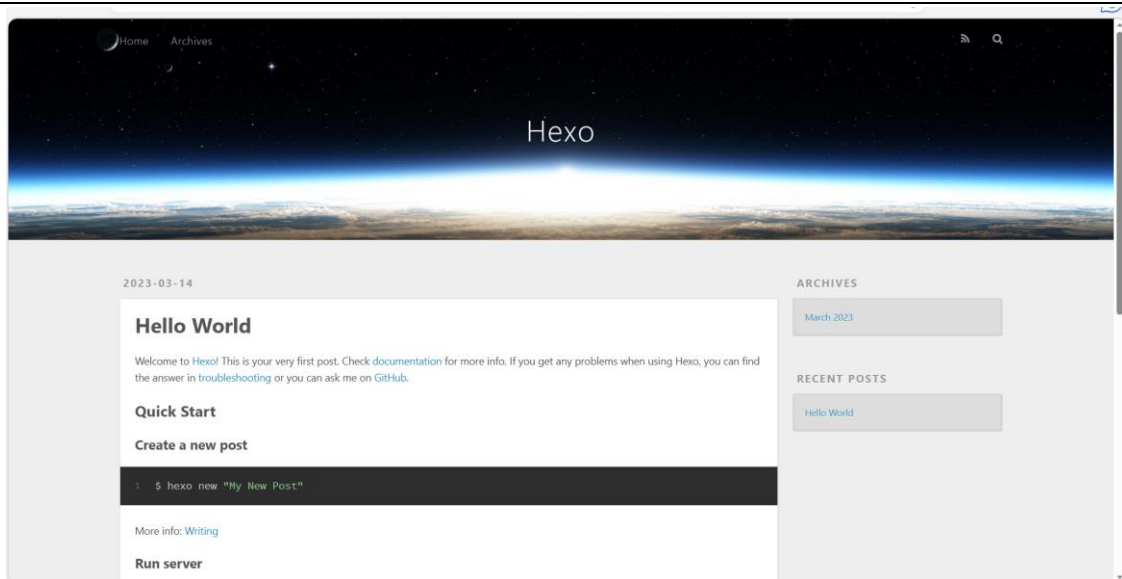 Home Archives
Hexo
2023-03-14
Hello World
Welcome to Hexo! This is your very first post. Check documentation for more info. If you get any problems when using Hexo, you can find
the answer in troubleshooting or you can ask me on GitHub.
Quick Start
Create a new post
1 $ hexo new "My New Post"
More info: Writing
Run server
ARCHIVES
March 2023
RECENT POSTS
Hello World